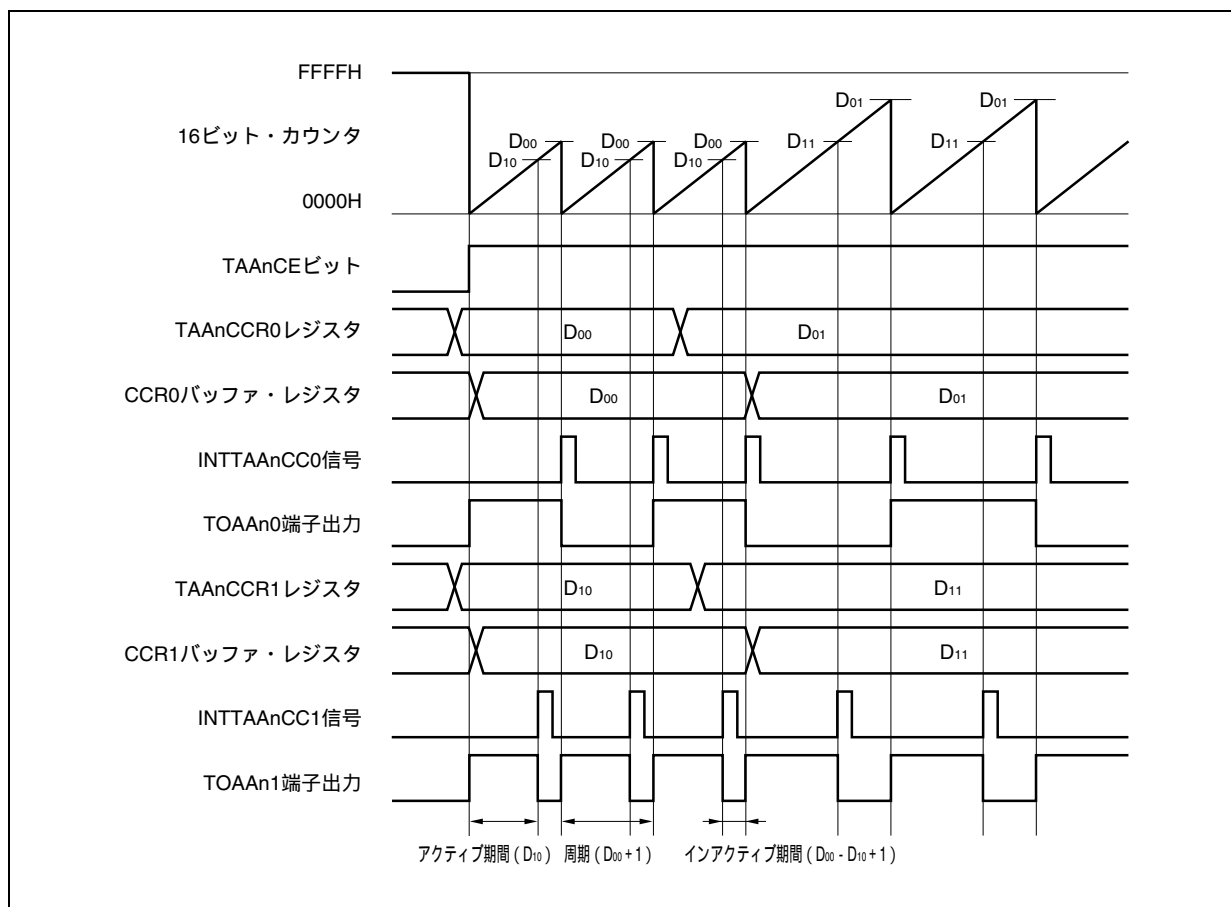 FFFFH
D01 D01
16ビット・カウンタ
D00 D00 D00 D11 D11
D10 D10 D10
0000H
TAAnCEビット
TAAnCCR0レジスタ D00 D01
CCR0バッファ・レジスタ D00 D01
INTTAAnCC0信号
TOAAn0端子出力
TAAnCCR1レジスタ D10 D11
CCR1バッファ・レジスタ D10 D11
INTTAAnCC1信号
TOAAn1端子出力
アクティブ期間 ( D10 ) 周期 ( D00 + 1 ) インアクティブ期間 ( D00 - D10 + 1 )